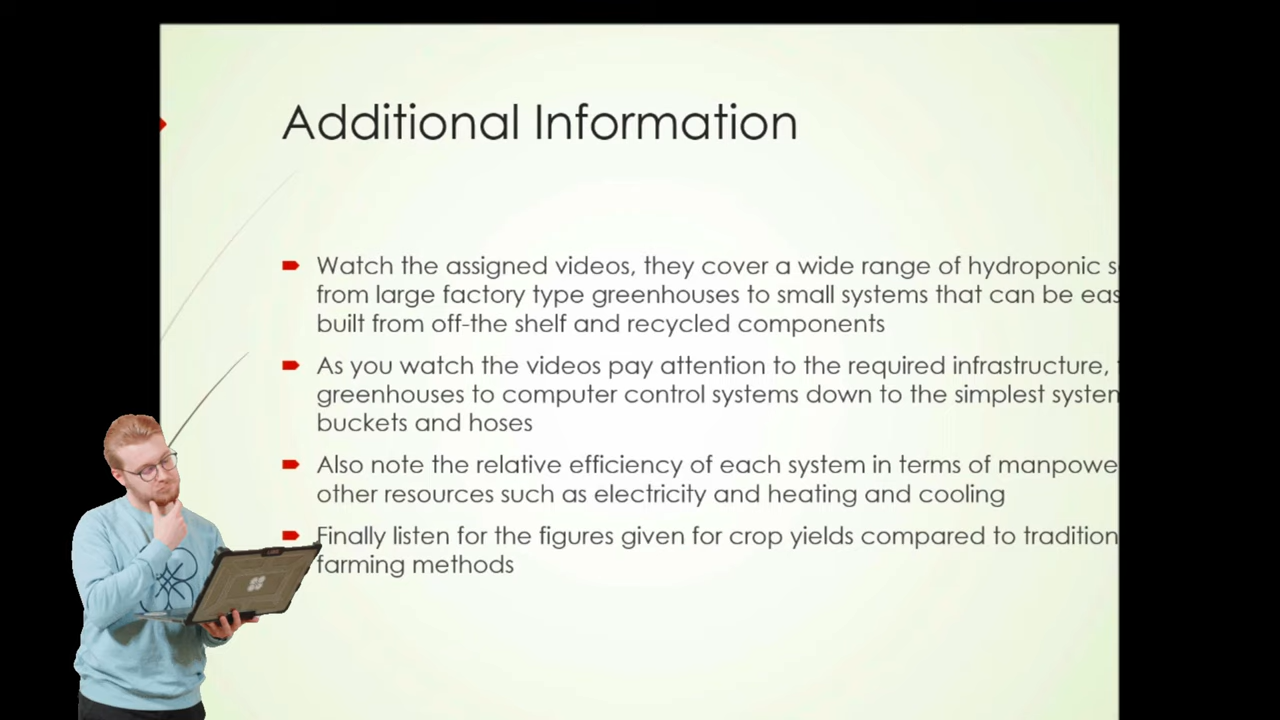 Additional Information
Watch the assigned videos, they cover a wide range of hydroponic
from large factory type greenhouses to small systems that can be
built from off-the shelf and recycled components
As you watch the videos pay attention to the required infrastructure,
greenhouses to computer control systems down to the simplest
buckets and hoses
Also note the relative efficiency of each system in terms of
other resources such as electricity and heating and cooling
Finally listen for the figures given for crop yields compared to
farming methods